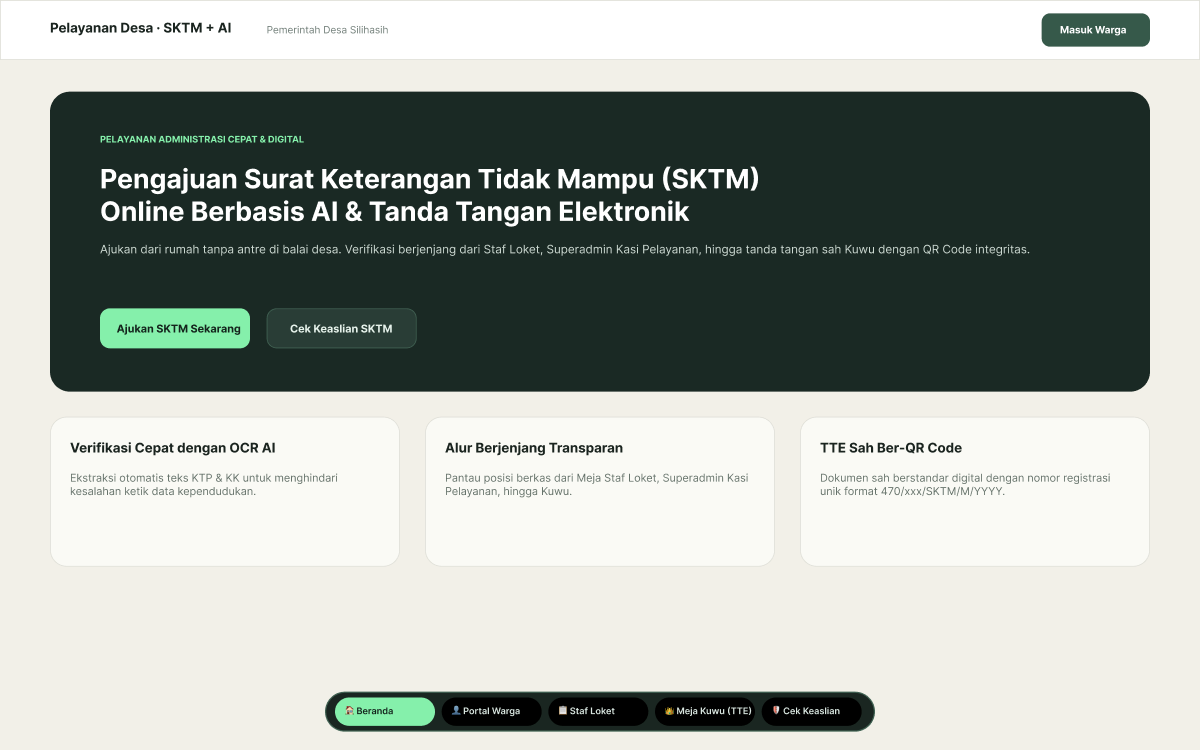 Pelayanan Desa · SKTM + AI
Pemerintah Desa Silihasih
Masuk Warga
PELAYANAN ADMINISTRASI CEPAT & DIGITAL
Pengajuan Surat Keterangan Tidak Mampu (SKTM)
Online Berbasis AI & Tanda Tangan Elektronik
Ajukan dari rumah tanpa antre di balai desa. Verifikasi berjenjang dari Staf Loket, Superadmin Kasi Pelayanan, hingga tanda tangan sah Kuwu dengan QR Code integritas.
Ajukan SKTM Sekarang
Cek Keaslian SKTM
Verifikasi Cepat dengan OCR AI
Ekstraksi otomatis teks KTP & KK untuk menghindari
kesalahan ketik data kependudukan.
Alur Berjenjang Transparan
Pantau posisi berkas dari Meja Staf Loket, Superadmin Kasi
Pelayanan, hingga Kuwu.
TTE Sah Ber-QR Code
Dokumen sah berstandar digital dengan nomor registrasi
unik format 470/xxx/SKTM/M/YYYY.
Beranda
Portal Warga
Staf Loket
Meja Kuwu (TTE)
Cek Keaslian